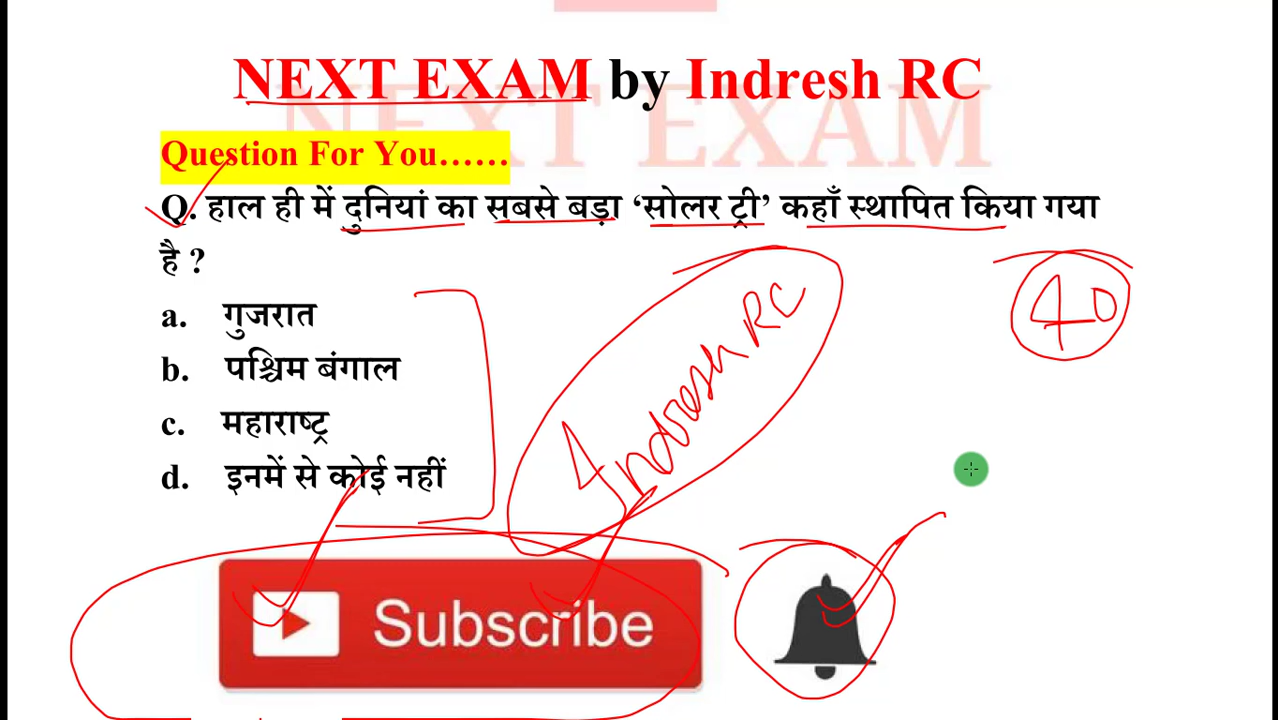 NEXT EXAM by Indresh RC
NEXT EXAM
Question For You……
Q. हाल ही में दुनियां का सबसे बड़ा ‘सोलर ट्री’ कहाँ स्थापित किया गया
है ?
a. गुजरात
b. पश्चिम बंगाल
c. महाराष्ट्र
d. इनमें से कोई नहीं
40
Indresh RC
Subscribe